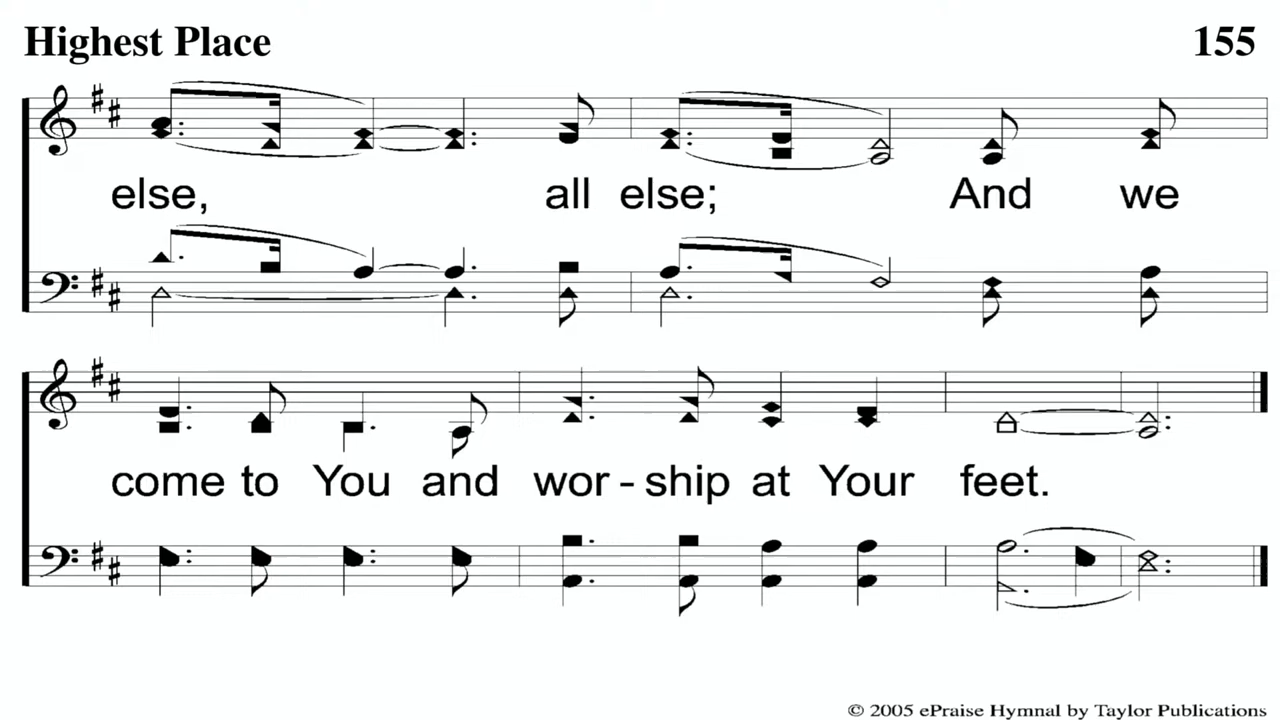 Highest Place 155
else, all else; And we
come to You and wor - ship at Your feet.
© 2005 ePraise Hymnal by Taylor Publications